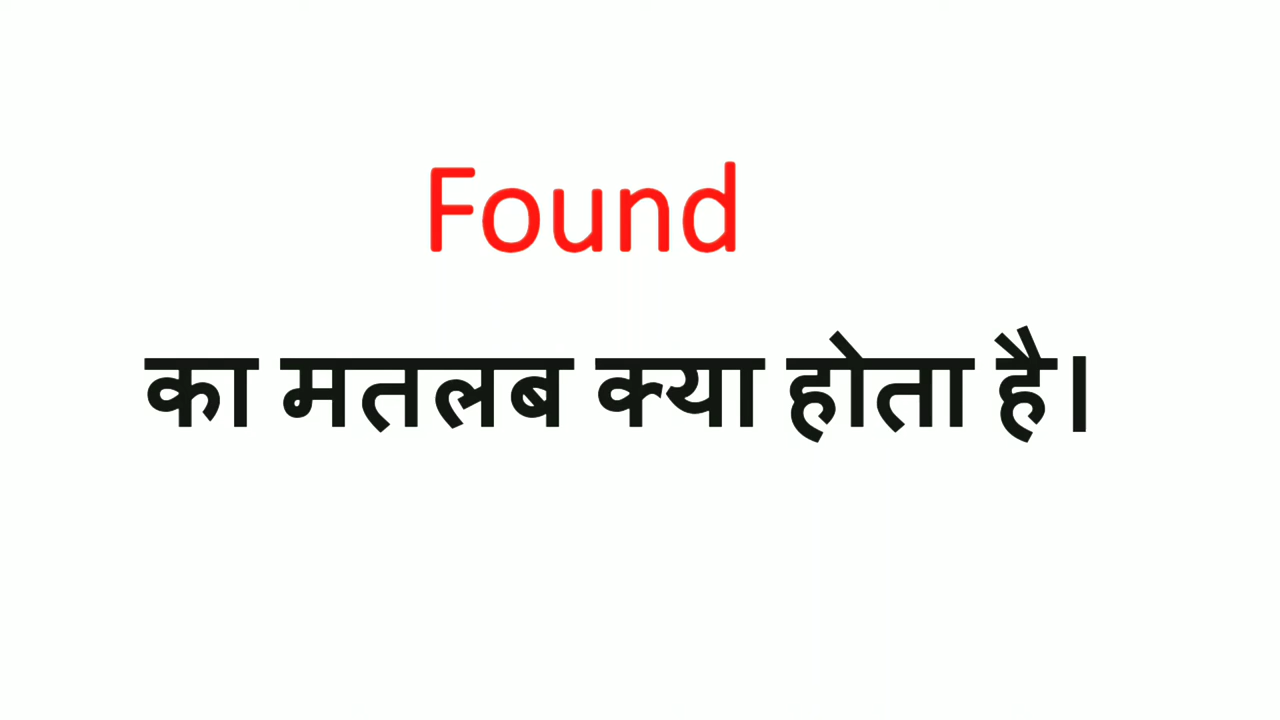 Found
का मतलब क्या होता है।